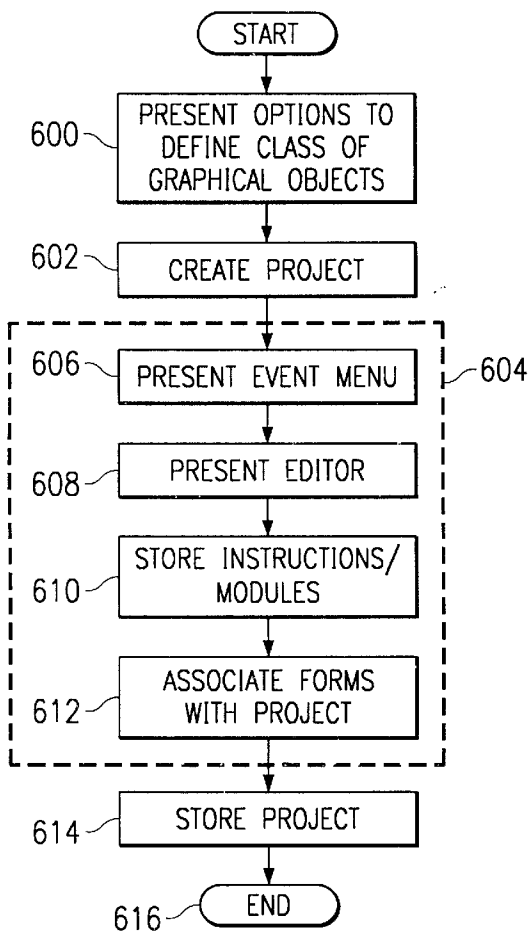 START
600
PRESENT OPTIONS TO
DEFINE CLASS OF
GRAPHICAL OBJECTS
602
CREATE PROJECT
604
606
PRESENT EVENT MENU
608
PRESENT EDITOR
610
STORE INSTRUCTIONS/
MODULES
612
ASSOCIATE FORMS
WITH PROJECT
614
STORE PROJECT
616
END